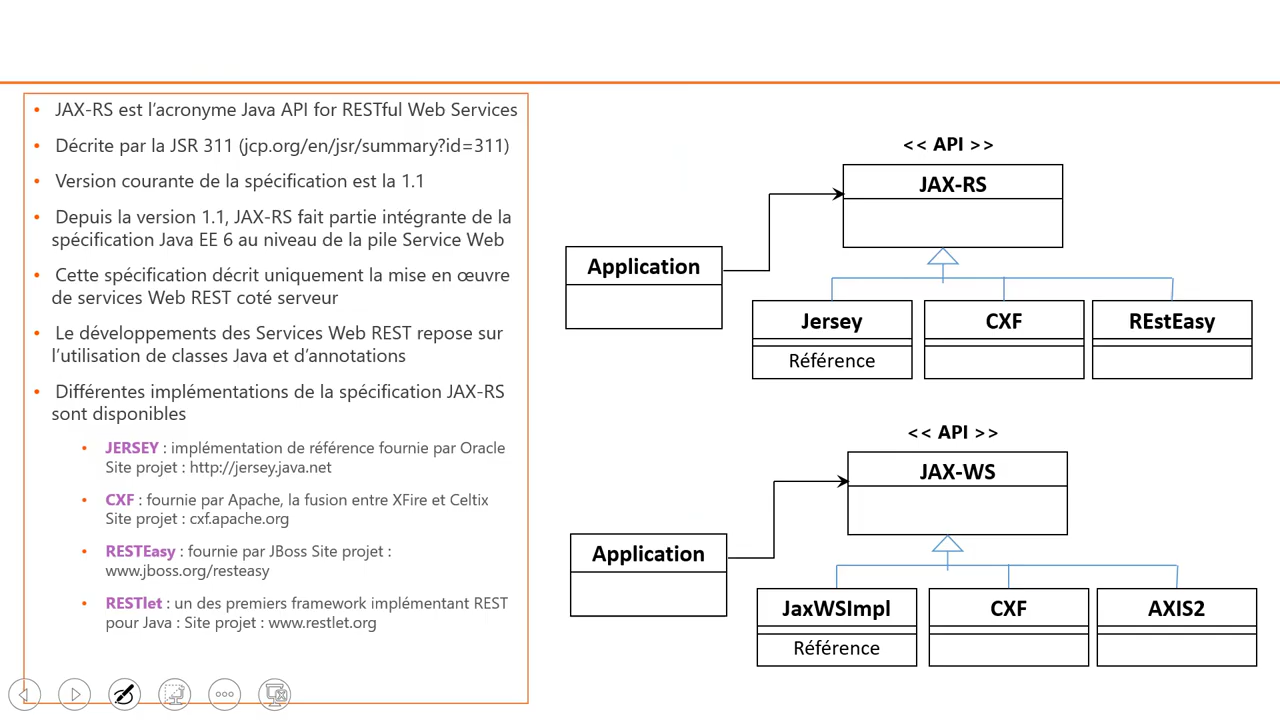 JAX-RS est l'acronyme Java API for RESTful Web Services
Décrite par la JSR 311 (jcp.org/en/jsr/summary?id=311)
Version courante de la spécification est la 1.1
Depuis la version 1.1, JAX-RS fait partie intégrante de la
spécification Java EE 6 au niveau de la pile Service Web
Cette spécification décrit uniquement la mise en œuvre
de services Web REST coté serveur
Le développements des Services Web REST repose sur
l'utilisation de classes Java et d'annotations
Différentes implémentations de la spécification JAX-RS
sont disponibles
JERSEY : implémentation de référence fournie par Oracle
Site projet : http://jersey.java.net
CXF : fournie par Apache, la fusion entre XFire et Celtix
Site projet : cxf.apache.org
RESTEasy : fournie par JBoss Site projet :
www.jboss.org/resteasy
RESTlet : un des premiers framework implémentant REST
pour Java : Site projet : www.restlet.org
<< API >>
JAX-RS
Application
Jersey
Référence
CXF
REstEasy
<< API >>
JAX-WS
Application
JaxWSImpl
Référence
CXF
AXIS2